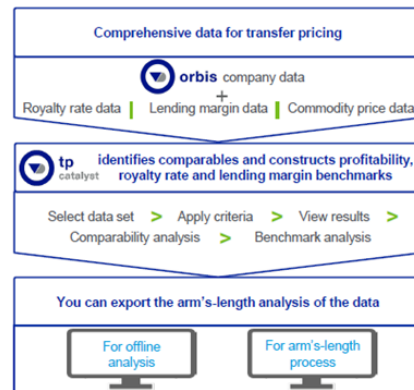 Comprehensive data for transfer pricing
orbis company data
+
Royalty rate data | Lending margin data | Commodity price data
tp catalyst
identifies comparables and constructs profitability,
royalty rate and lending margin benchmarks
Select data set > Apply criteria > View results >
Comparability analysis > Benchmark analysis
You can export the arm's-length analysis of the data
For offline
analysis
For arm's-length
process